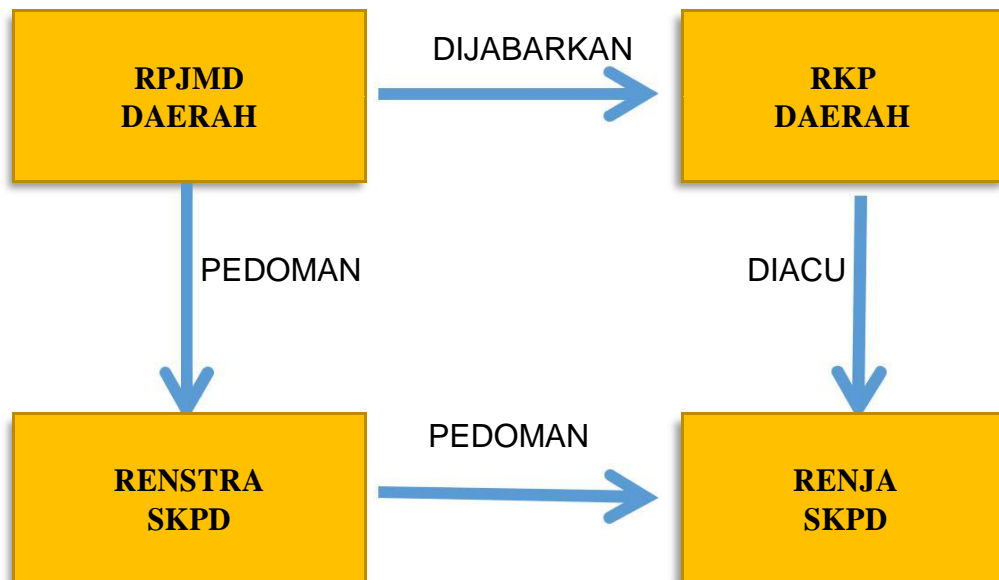 DIJABARKAN
RPJMD
DAERAH
RKP
DAERAH
PEDOMAN
DIACU
PEDOMAN
RENSTRA
SKPD
RENJA
SKPD